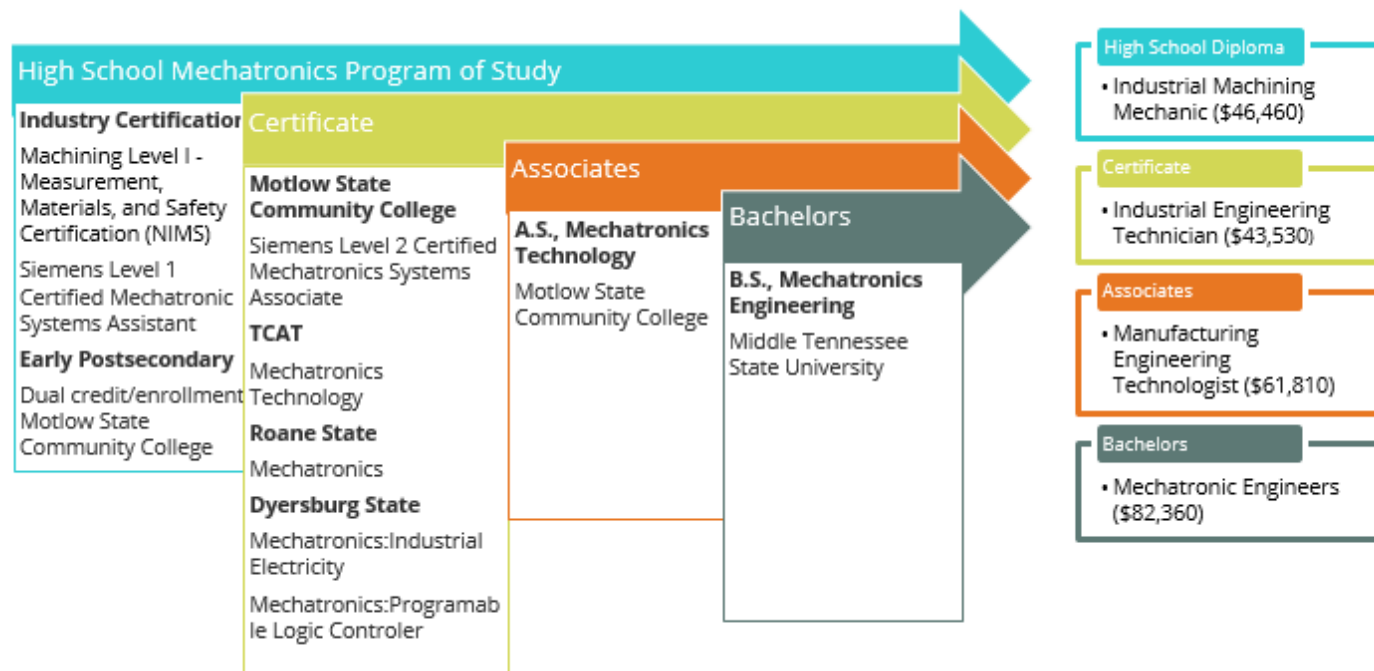 High School Mechatronics Program of Study
Industry Certification
Machining Level I -
Measurement,
Materials, and Safety
Certification (NIMS)
Siemens Level 1
Certified Mechatronic
Systems Assistant
Early Postsecondary
Dual credit/enrollment
Motlow State
Community College
Certificate
Motlow State
Community College
Siemens Level 2 Certified
Mechatronics Systems
Associate
TCAT
Mechatronics
Technology
Roane State
Mechatronics
Dyersburg State
Mechatronics:Industrial
Electricity
Mechatronics:Programab
le Logic Controler
Associates
A.S., Mechatronics
Technology
Motlow State
Community College
Bachelors
B.S., Mechatronics
Engineering
Middle Tennessee
State University
High School Diploma
• Industrial Machining
Mechanic ($46,460)
Certificate
• Industrial Engineering
Technician ($43,530)
Associates
• Manufacturing
Engineering
Technologist ($61,810)
Bachelors
• Mechatronic Engineers
($82,360)